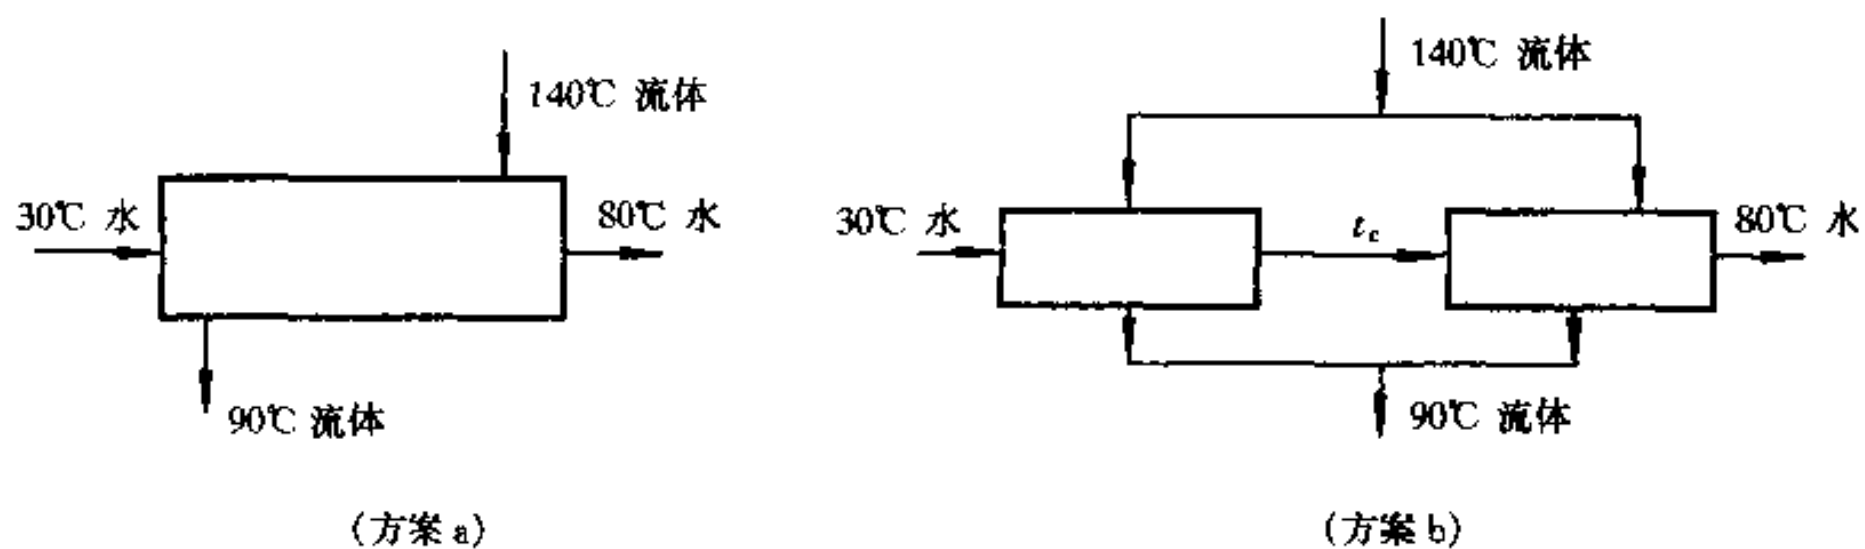 140℃ 流体
30℃ 水
80℃ 水
90℃ 流体
(方案 a)
140℃ 流体
30℃ 水
t_c
80℃ 水
90℃ 流体
(方案 b)